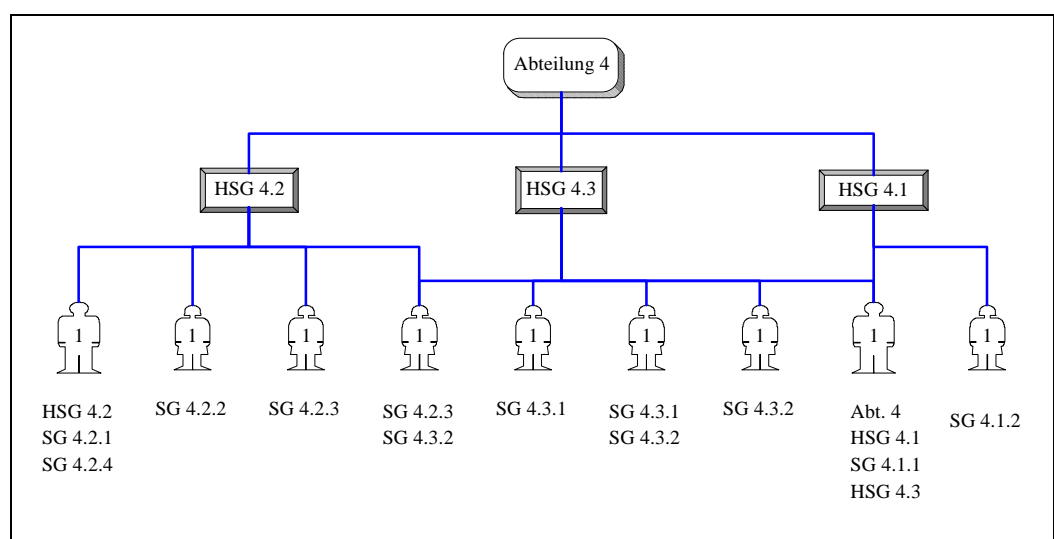 Abteilung 4
HSG 4.2
HSG 4.3
HSG 4.1
1
1
1
1
1
1
1
1
1
HSG 4.2
SG 4.2.1
SG 4.2.4
SG 4.2.2
SG 4.2.3
SG 4.2.3
SG 4.3.2
SG 4.3.1
SG 4.3.1
SG 4.3.2
SG 4.3.2
Abt. 4
HSG 4.1
SG 4.1.1
HSG 4.3
SG 4.1.2